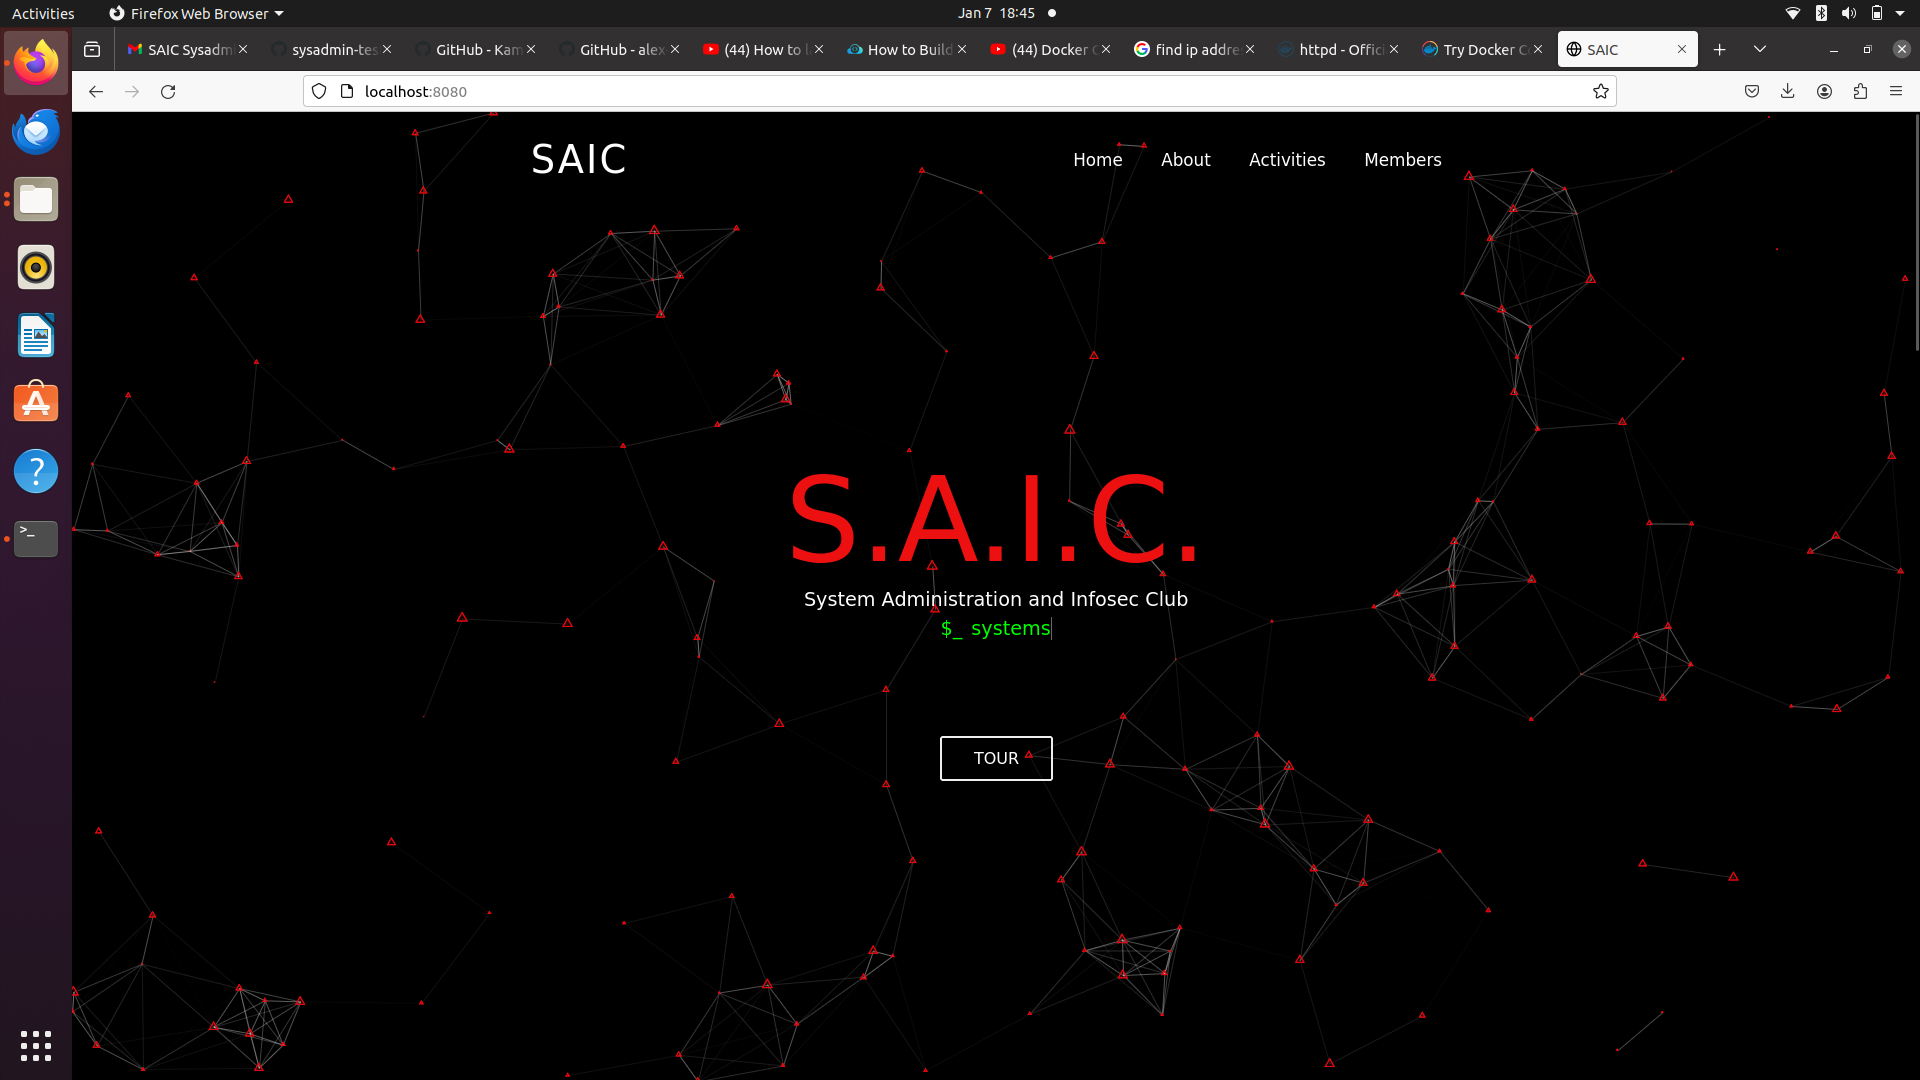 Activities
Firefox Web Browser
Jan 7 18:45
SAIC Sysadm
sysadmin-tes
GitHub - Kam
GitHub - alex
(44) How to l
How to Build
(44) Docker C
find ip addre
httpd - Offici
Try Docker Co
SAIC
localhost:8080
SAIC
Home
About
Activities
Members
S.A.I.C.
System Administration and Infosec Club
$_ systems
TOUR